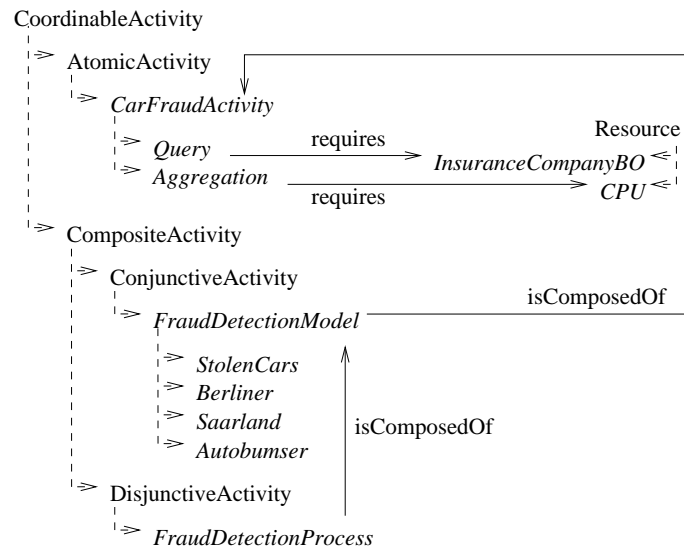 CoordinableActivity
AtomicActivity
CarFraudActivity
requires
Resource
Query
InsuranceCompanyBO
Aggregation
requires
CPU
CompositeActivity
ConjunctiveActivity
isComposedOf
FraudDetectionModel
StolenCars
Berliner
Saarland
isComposedOf
Autobumser
DisjunctiveActivity
FraudDetectionProcess